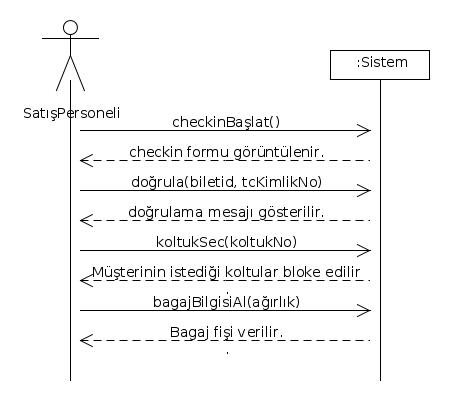 :Sistem
SatışPersoneli
checkinBaşlat()
checkin formu görüntülenir.
doğrula(biletid, tcKimlikNo)
doğrulama mesajı gösterilir.
koltukSec(koltukNo)
Müşterinin istediği koltular bloke edilir
.
bagajBilgisiAl(ağırlık)
Bagaj fişi verilir.
.